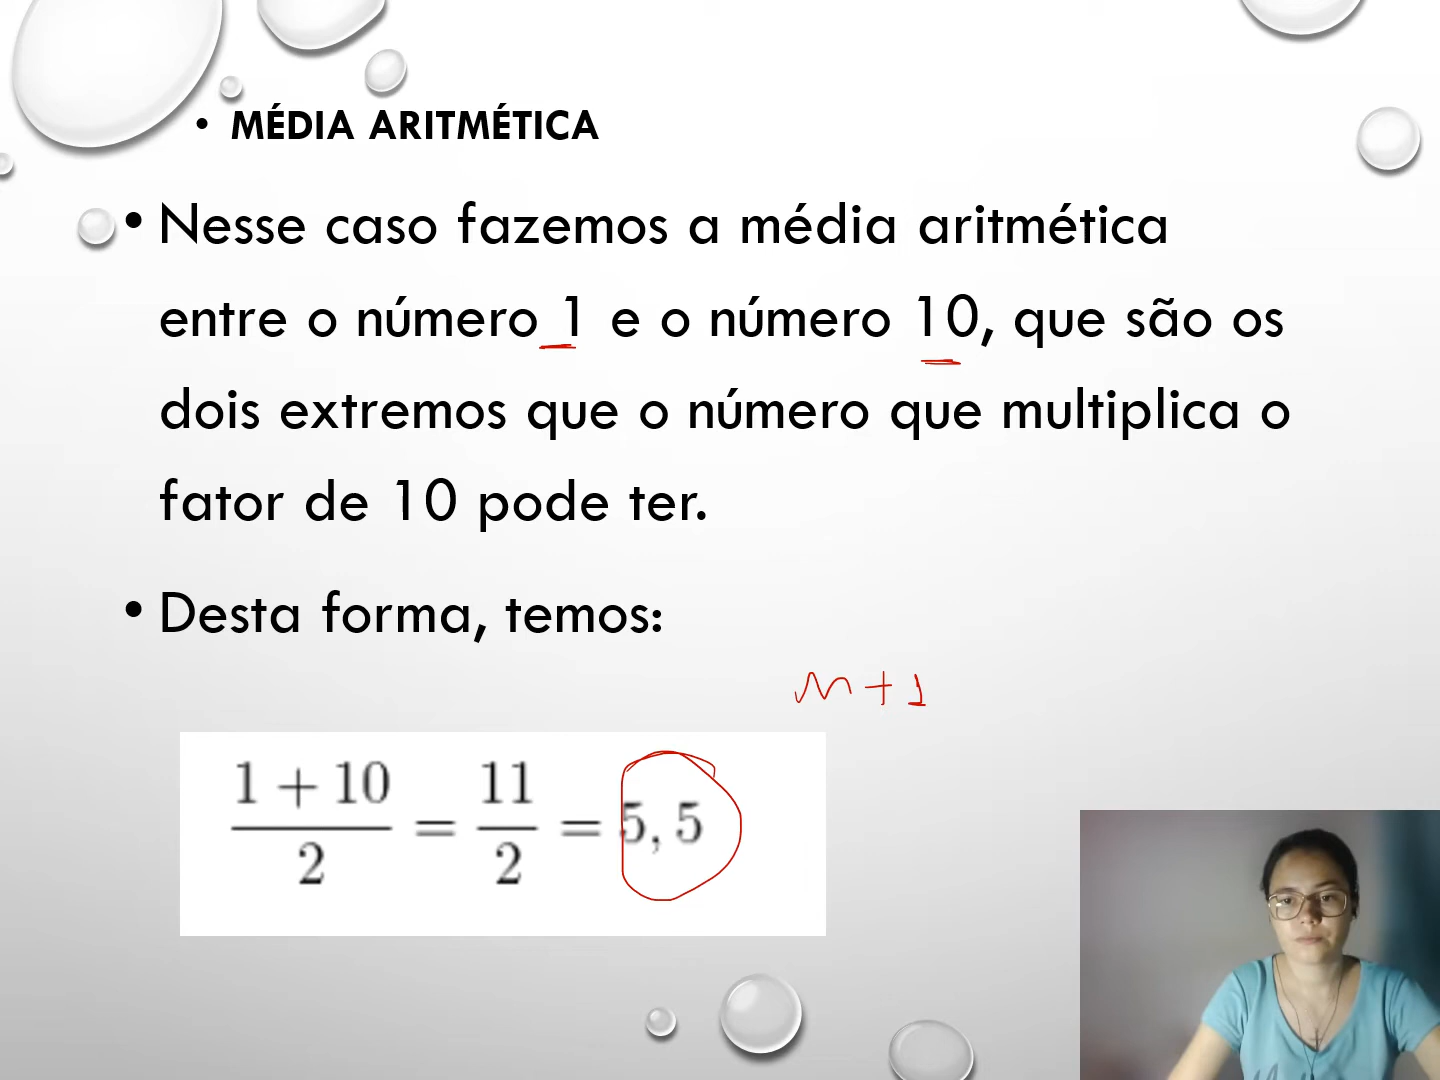 • MÉDIA ARITMÉTICA
• Nesse caso fazemos a média aritmética
entre o número 1 e o número 10, que são os
dois extremos que o número que multiplica o
fator de 10 pode ter.
• Desta forma, temos:
n + 1
1 + 10 / 2 = 11 / 2 = 5, 5